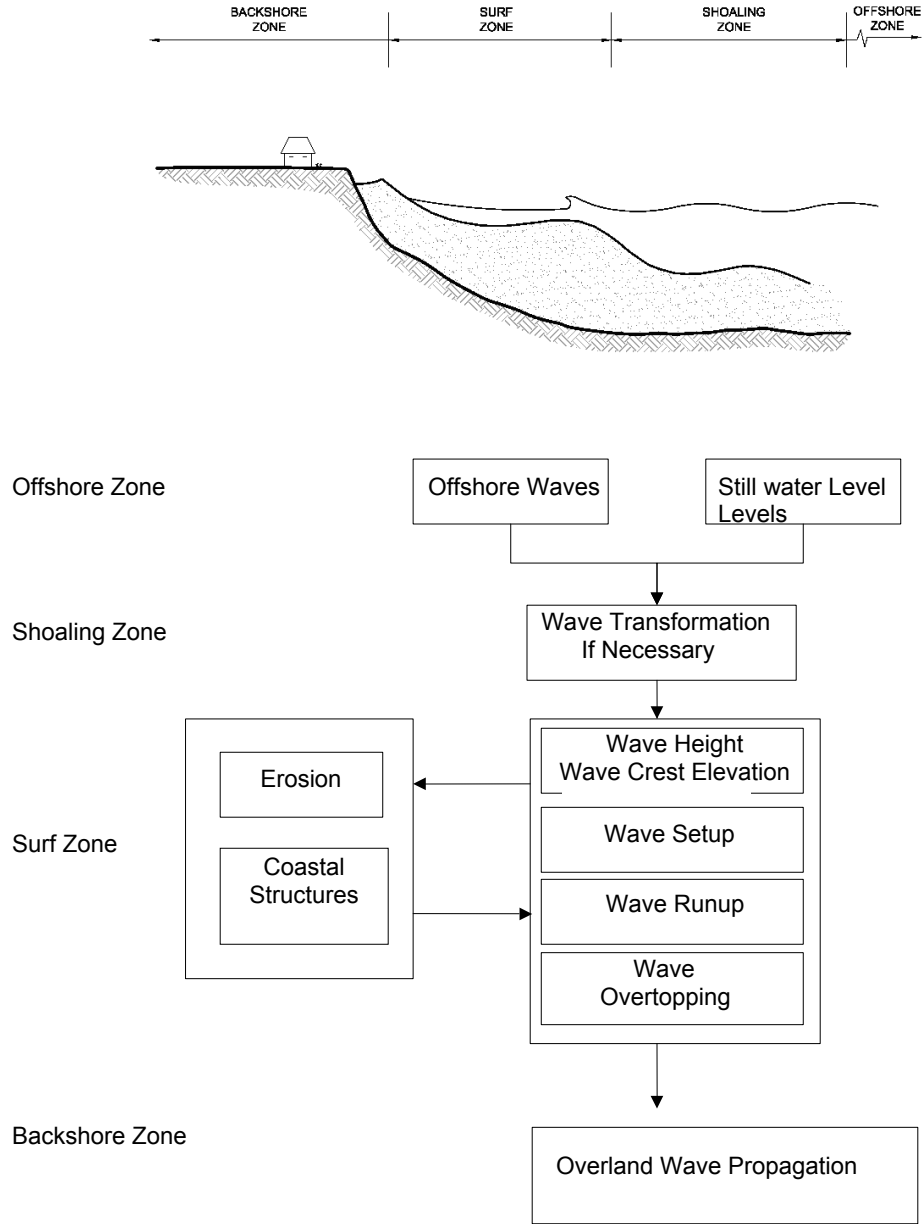 BACKSHORE
ZONE
SURF
ZONE
SHOALING
ZONE
OFFSHORE
ZONE
Offshore Zone
Offshore Waves
Still water Level
Levels
Shoaling Zone
Wave Transformation
If Necessary
Wave Height
Wave Crest Elevation
Erosion
Surf Zone
Wave Setup
Coastal
Structures
Wave Runup
Wave
Overtopping
Backshore Zone
Overland Wave Propagation